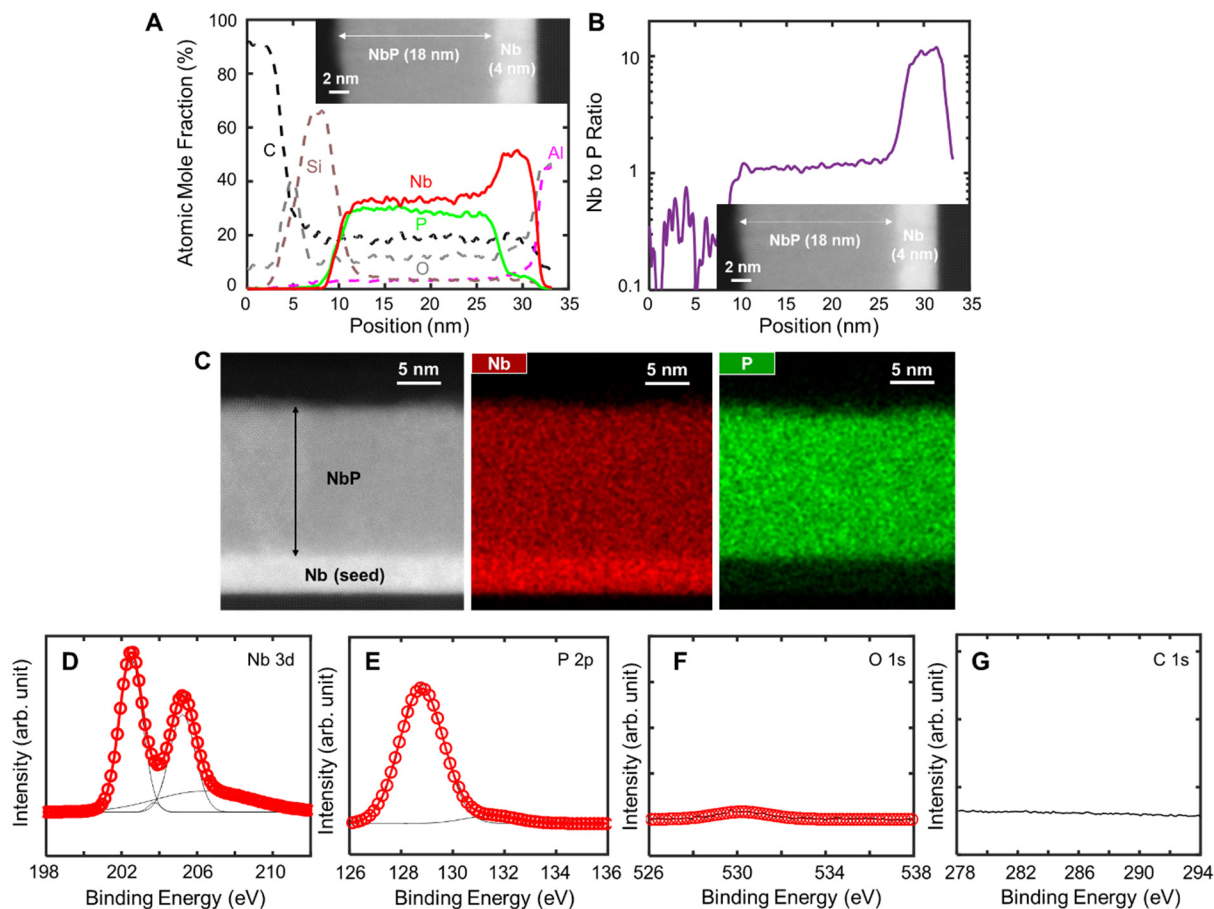 A
Atomic Mole Fraction (%)
100
80
60
40
20
0
0 5 10 15 20 25 30 35
Position (nm)
C
Si
Nb
P
O
Al
NbP (18 nm)
Nb
(4 nm)
2 nm
B
Nb to P Ratio
10
1
0.1
0 5 10 15 20 25 30 35
Position (nm)
NbP (18 nm)
Nb
(4 nm)
2 nm
C
5 nm
NbP
Nb (seed)
Nb
5 nm
P
5 nm
D
Nb 3d
Intensity (arb. unit)
198 202 206 210
Binding Energy (eV)
E
P 2p
Intensity (arb. unit)
126 128 130 132 134 136
Binding Energy (eV)
F
O 1s
Intensity (arb. unit)
526 530 534 538
Binding Energy (eV)
G
C 1s
Intensity (arb. unit)
278 282 286 290 294
Binding Energy (eV)